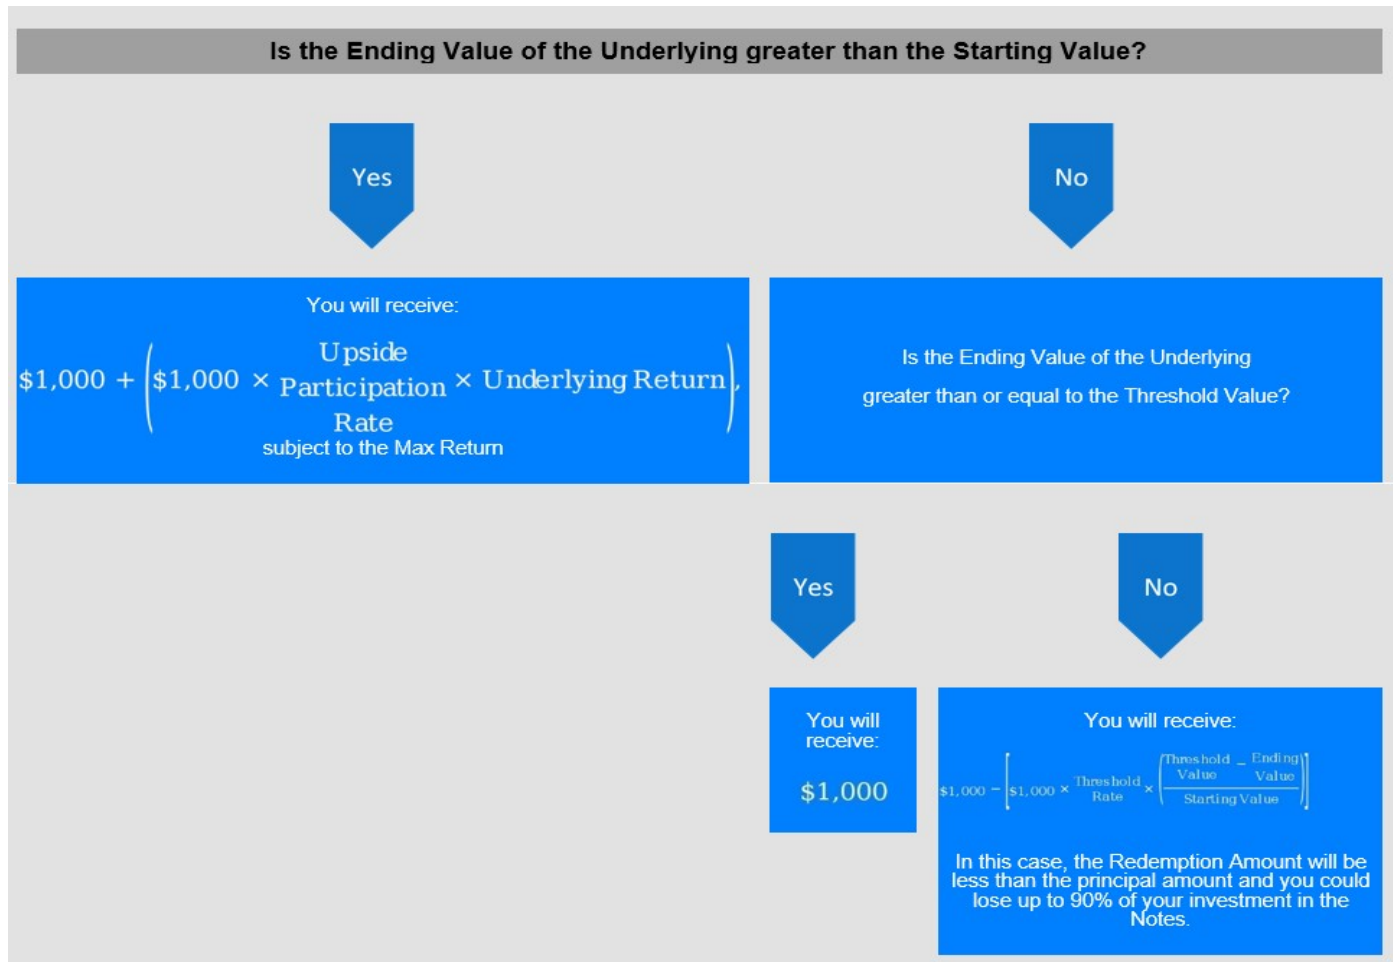 Is the Ending Value of the Underlying greater than the Starting Value?
Yes
No
You will receive:
$1,000 + ($1,000 × Upside Participation Rate × Underlying Return),
subject to the Max Return
Is the Ending Value of the Underlying
greater than or equal to the Threshold Value?
Yes
No
You will
receive:
$1,000
You will receive:
$1,000 − [$1,000 × Threshold Rate × ((Threshold Value − Ending Value) / Starting Value)]
In this case, the Redemption Amount will be
less than the principal amount and you could
lose up to 90% of your investment in the
Notes.